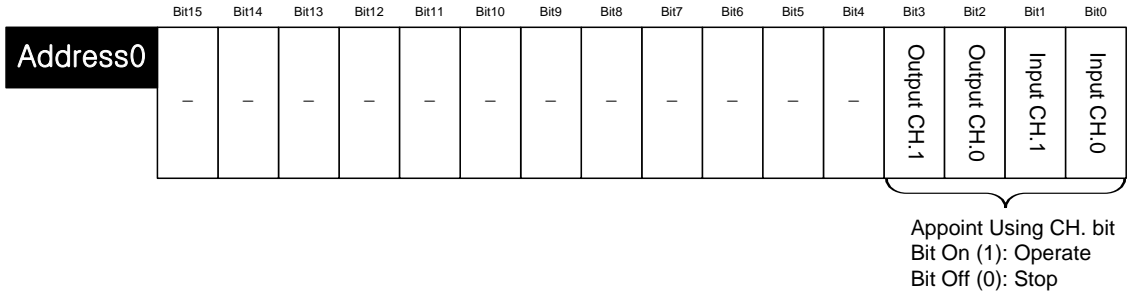 Bit15 Bit14 Bit13 Bit12 Bit11 Bit10 Bit9 Bit8 Bit7 Bit6 Bit5 Bit4 Bit3 Bit2 Bit1 Bit0
Address0
– – – – – – – – – – – – Output CH.1 Output CH.0 Input CH.1 Input CH.0
Appoint Using CH. bit
Bit On (1): Operate
Bit Off (0): Stop